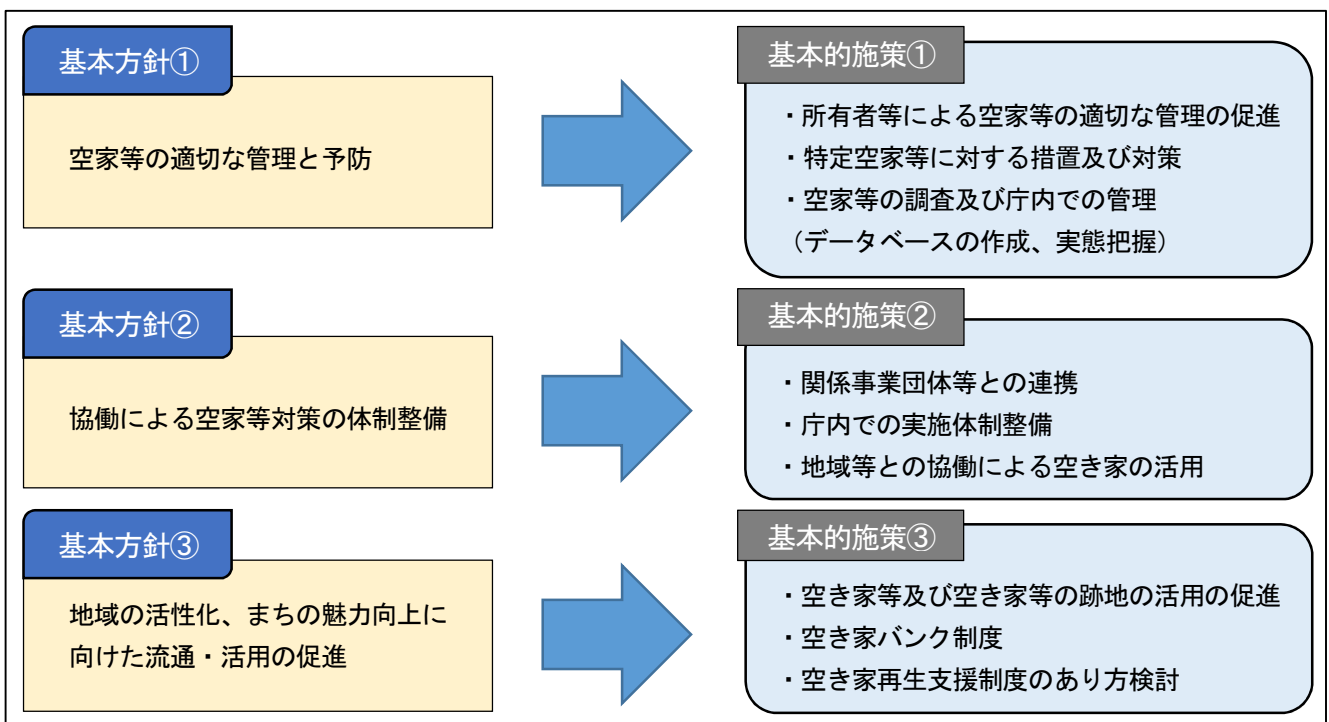 基本方針①
空家等の適切な管理と予防
基本的施策①
・所有者等による空家等の適切な管理の促進
・特定空家等に対する措置及び対策
・空家等の調査及び庁内での管理
（データベースの作成、実態把握）
基本方針②
協働による空家等対策の体制整備
基本的施策②
・関係事業団体等との連携
・庁内での実施体制整備
・地域等との協働による空き家の活用
基本方針③
地域の活性化、まちの魅力向上に
向けた流通・活用の促進
基本的施策③
・空き家等及び空き家等の跡地の活用の促進
・空き家バンク制度
・空き家再生支援制度のあり方検討